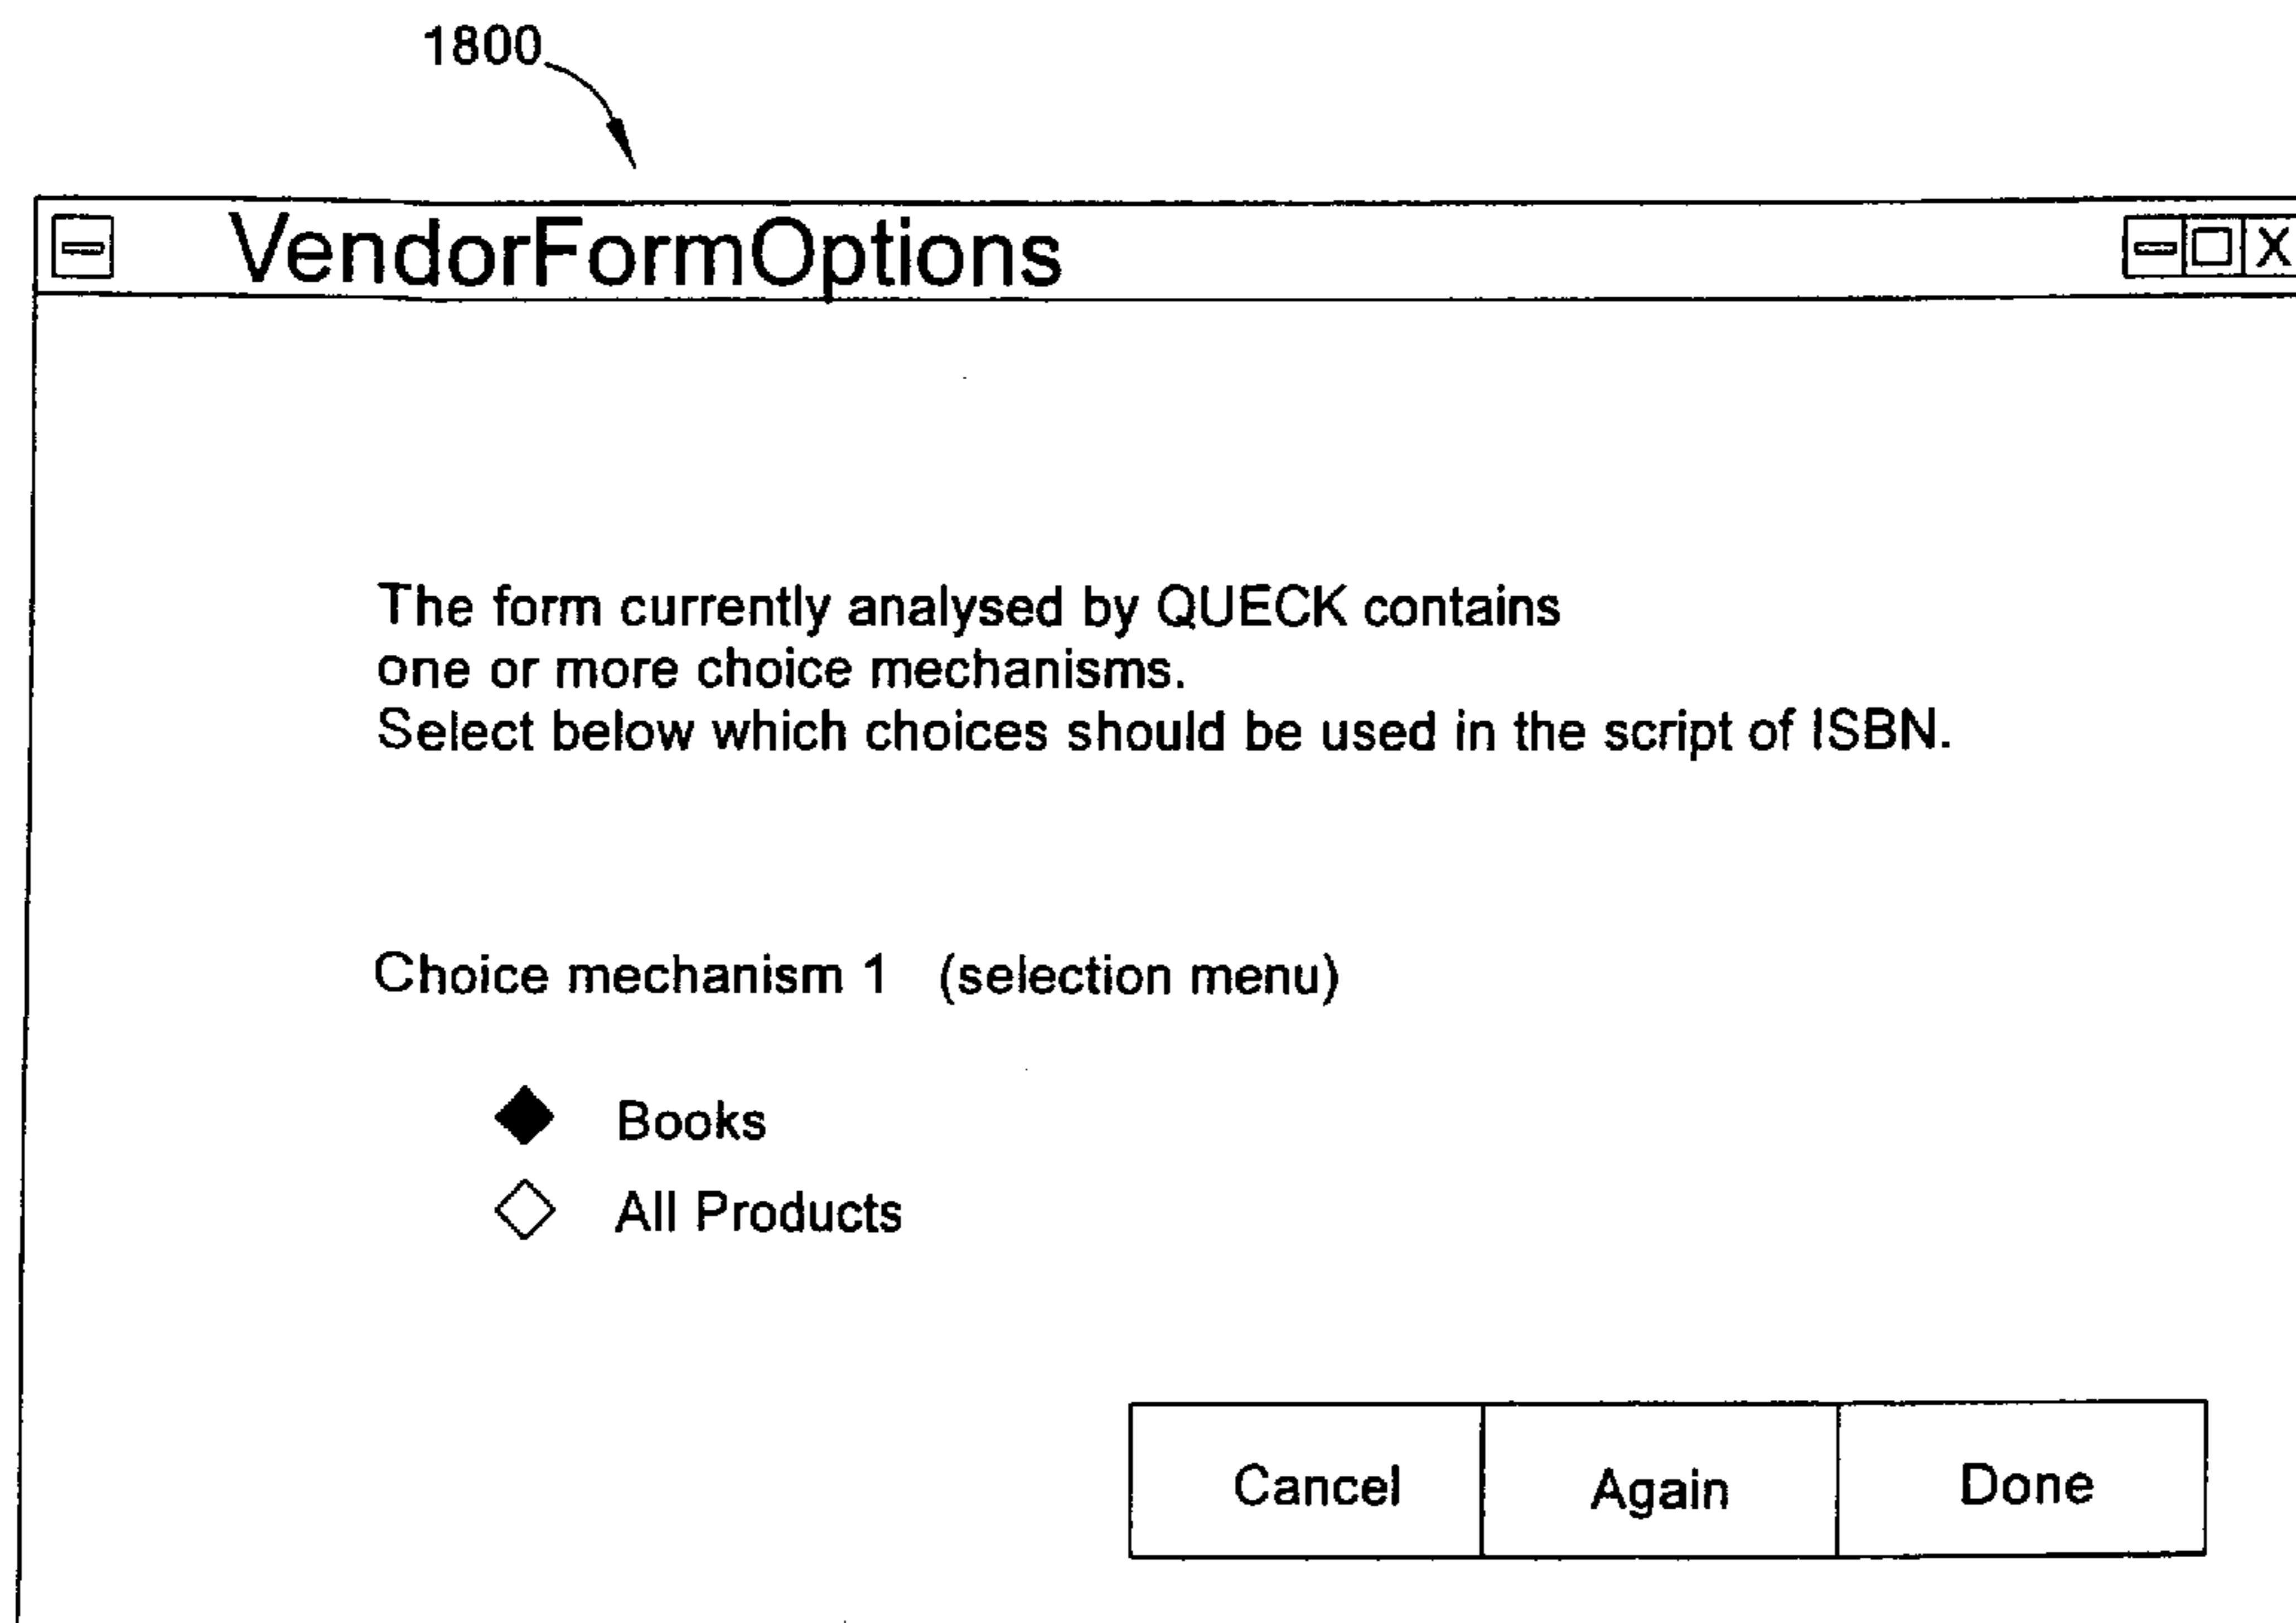 1800
VendorFormOptions
X
The form currently analysed by QUECK contains
one or more choice mechanisms.
Select below which choices should be used in the script of ISBN.
Choice mechanism 1 (selection menu)
Books
All Products
Cancel Again Done